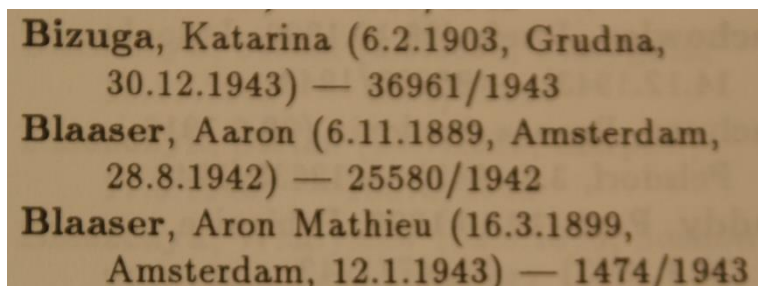 Bizuga, Katarina (6.2.1903, Grudna,
30.12.1943) — 36961/1943
Blaaser, Aaron (6.11.1889, Amsterdam,
28.8.1942) — 25580/1942
Blaaser, Aron Mathieu (16.3.1899,
Amsterdam, 12.1.1943) — 1474/1943